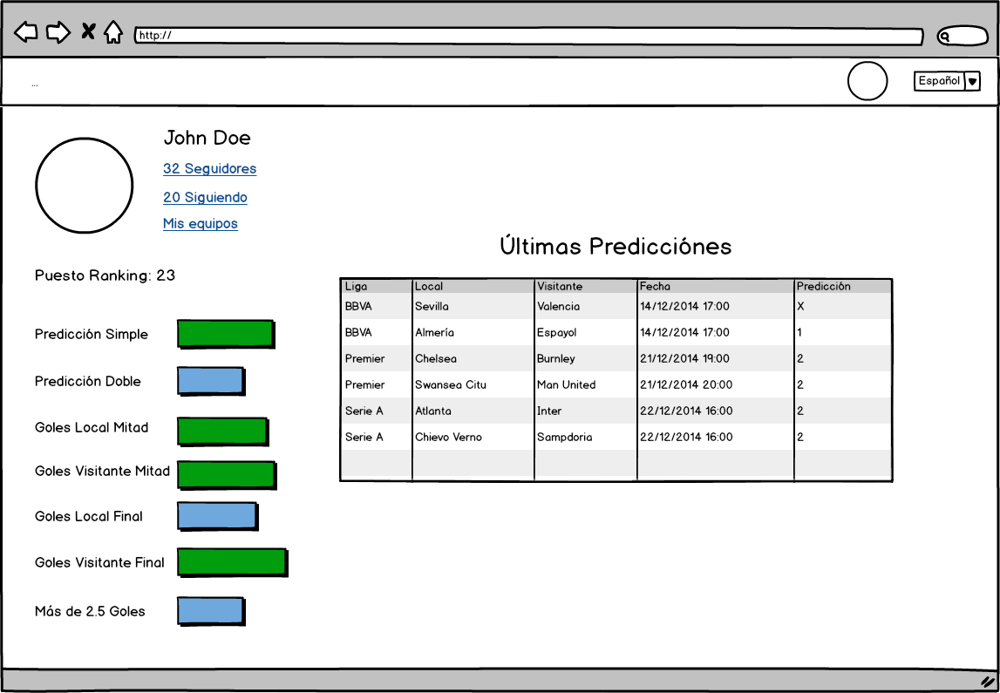 http://
...
Español
John Doe
32 Seguidores
20 Siguiendo
Mis equipos
Puesto Ranking: 23
Predicción Simple
Predicción Doble
Goles Local Mitad
Goles Visitante Mitad
Goles Local Final
Goles Visitante Final
Más de 2.5 Goles
Últimas Predicciónes
Liga Local Visitante Fecha Predicción
BBVA Sevilla Valencia 14/12/2014 17:00 X
BBVA Almería Espayol 14/12/2014 17:00 1
Premier Chelsea Burnley 21/12/2014 19:00 2
Premier Swansea Citu Man United 21/12/2014 20:00 2
Serie A Atlanta Inter 22/12/2014 16:00 2
Serie A Chievo Verno Sampdoria 22/12/2014 16:00 2